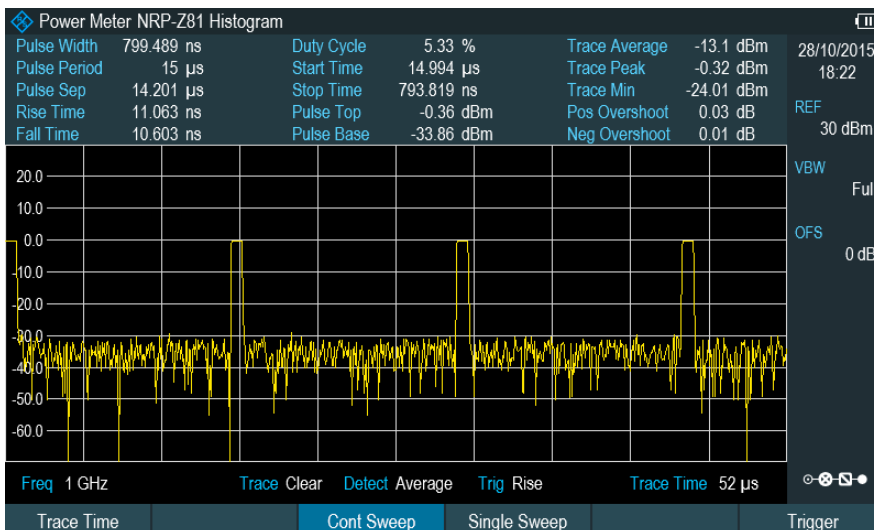 Power Meter NRP-Z81 Histogram
Pulse Width 799.489 ns Duty Cycle 5.33 % Trace Average -13.1 dBm
28/10/2015
Pulse Period 15 µs Start Time 14.994 µs Trace Peak -0.32 dBm
18:22
Pulse Sep 14.201 µs Stop Time 793.819 ns Trace Min -24.01 dBm
Rise Time 11.063 ns Pulse Top -0.36 dBm Pos Overshoot 0.03 dB
REF
Fall Time 10.603 ns Pulse Base -33.86 dBm Neg Overshoot 0.01 dB
30 dBm
VBW
20.0
Ful
10.0
OFS
0.0
0 dB
-10.0
-20.0
-30.0
-40.0
-50.0
-60.0
Freq 1 GHz Trace Clear Detect Average Trig Rise Trace Time 52 µs
Trace Time Cont Sweep Single Sweep Trigger